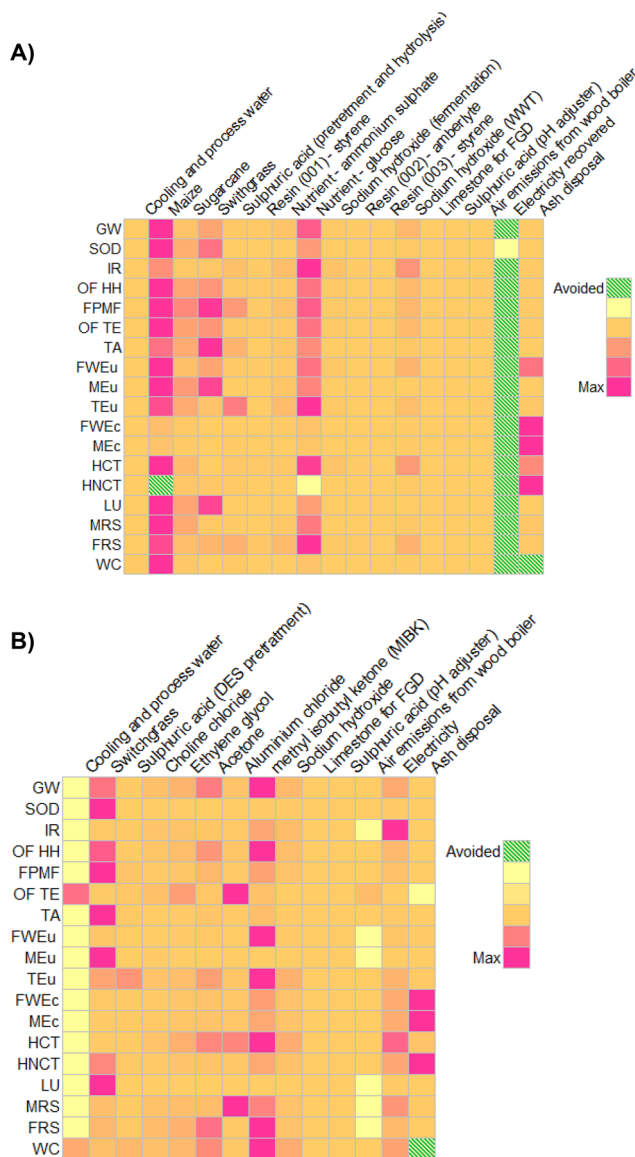 A)
Cooling and process water
Maize
Sugarcane
Switgrass
Sulphuric acid (pretreatment and hydrolysis)
Resin (001) - styrene
Nutrient - ammonium sulphate
Nutrient - glucose
Sodium hydroxide (fermentation)
Resin (002) - amberlyte
Resin (003) - styrene
Sodium hydroxide (WWT)
Limestone for FGD
Sulphuric acid (pH adjuster)
Air emissions from wood boiler
Electricity recovered
Ash disposal
GW
SOD
IR
OF HH
FPMF
OF TE
TA
FWEu
MEu
TEu
FWEc
MEc
HCT
HNCT
LU
MRS
FRS
WC
Avoided
Max
B)
Cooling and process water
Switchgrass
Sulphuric acid (DES pretreatment)
Choline chloride
Ethylene glycol
Acetone
Aluminium chloride
methyl isobutyl ketone (MIBK)
Sodium hydroxide
Limestone for FGD
Sulphuric acid (pH adjuster)
Air emissions from wood boiler
Electricity
Ash disposal
GW
SOD
IR
OF HH
FPMF
OF TE
TA
FWEu
MEu
TEu
FWEc
MEc
HCT
HNCT
LU
MRS
FRS
WC
Avoided
Max